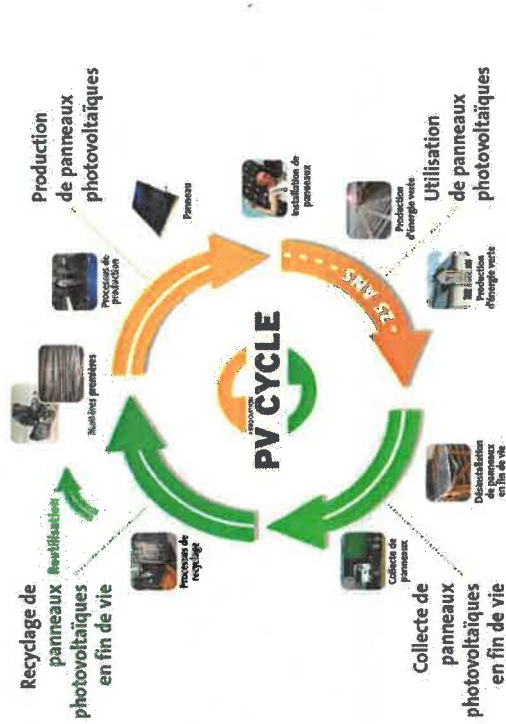 Recyclage de
panneaux
photovoltaïques
en fin de vie
Réutilisation
Matières premières
Processus de
production
Production
de panneaux
photovoltaïques
Panneau
Installation de
panneaux
ASSOCIATION
PV CYCLE
25 ANS
Production
d'énergie verte
Utilisation
de panneaux
photovoltaïques
Production
d'énergie verte
Désinstallation
de panneaux
en fin de vie
Collecte de
panneaux
Collecte de
panneaux
photovoltaïques
en fin de vie
Processus de
recyclage